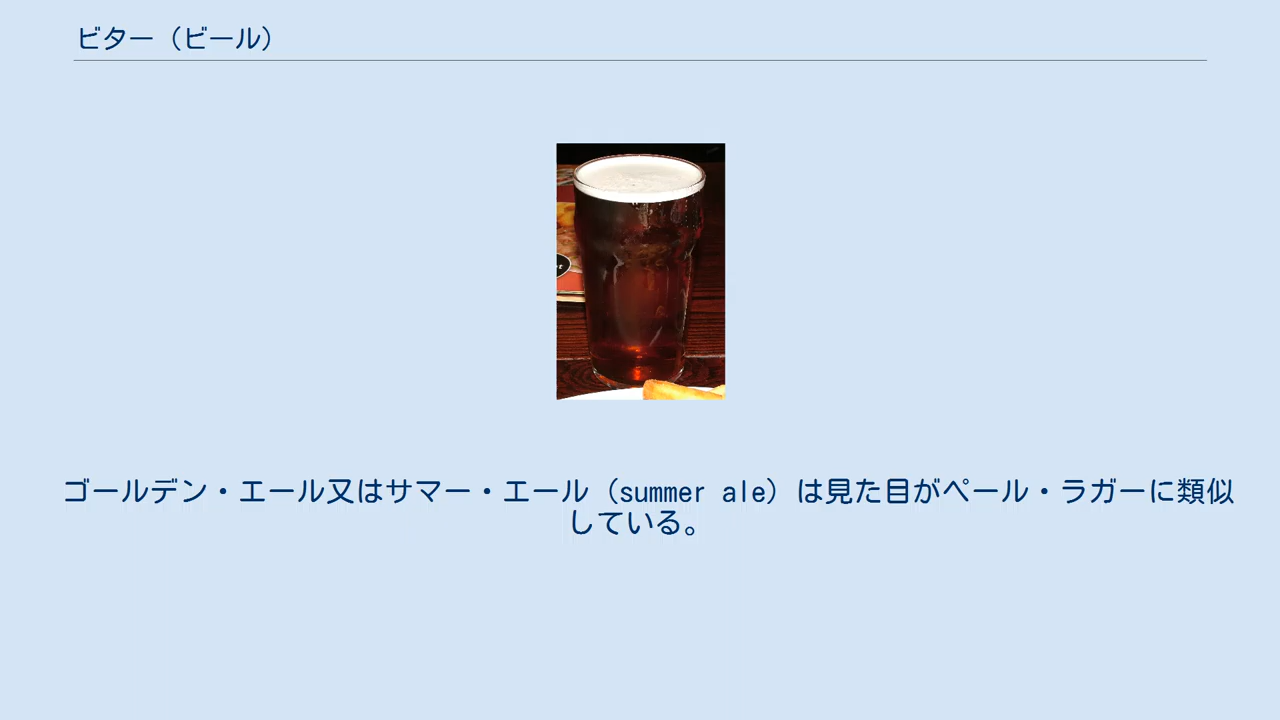 ビター（ビール）
ゴールデン・エール又はサマー・エール（summer ale）は見た目がペール・ラガーに類似
している。